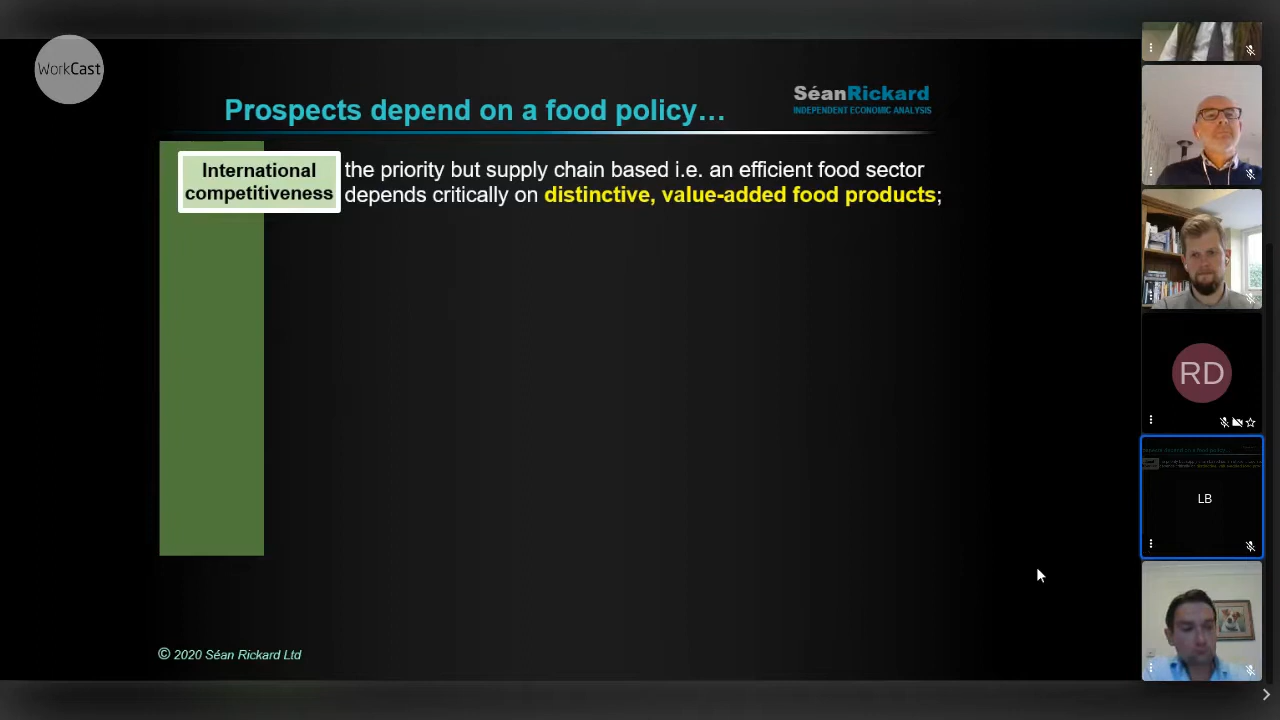 WorkCast
Prospects depend on a food policy…
SéanRickard
INDEPENDENT ECONOMIC ANALYSIS
International
competitiveness
the priority but supply chain based i.e. an efficient food sector
depends critically on distinctive, value-added food products;
RD
LB
© 2020 Séan Rickard Ltd